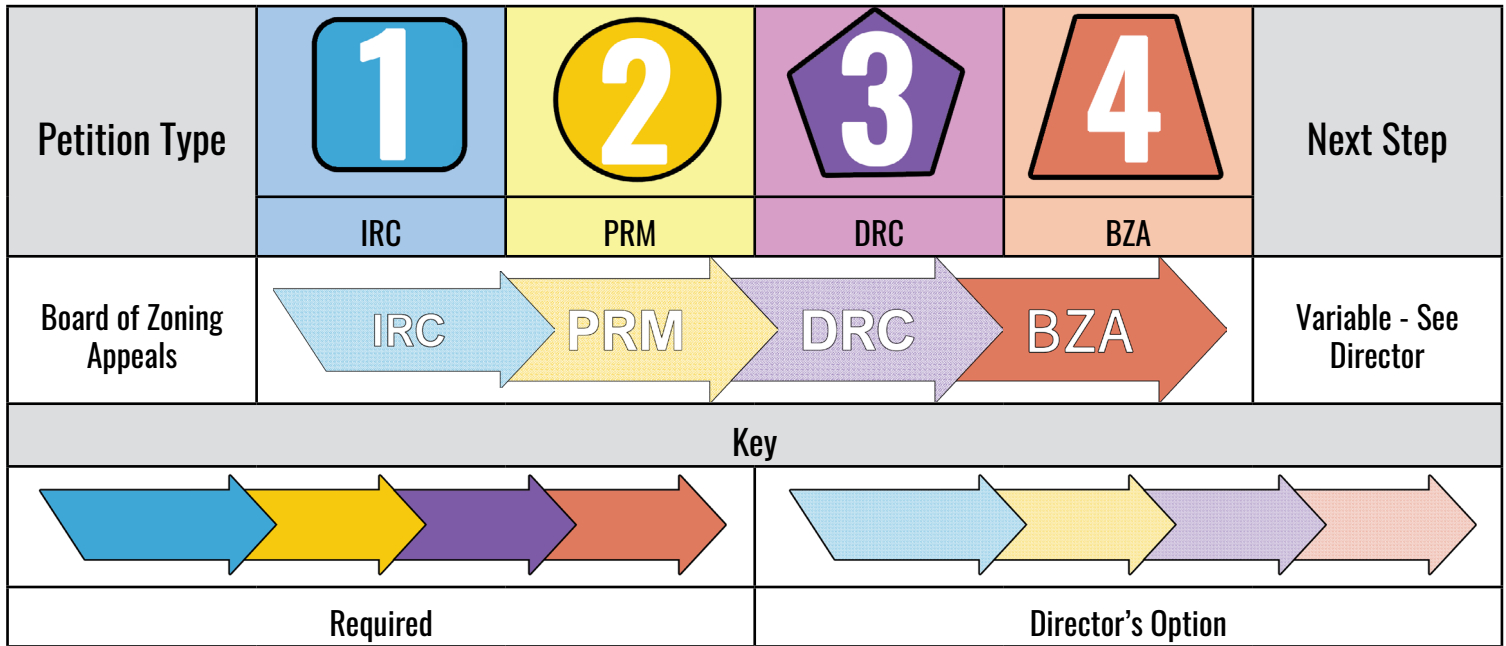 Petition Type
1
2
3
4
Next Step
IRC
PRM
DRC
BZA
Board of Zoning
Appeals
IRC
PRM
DRC
BZA
Variable - See
Director
Key
Required
Director's Option